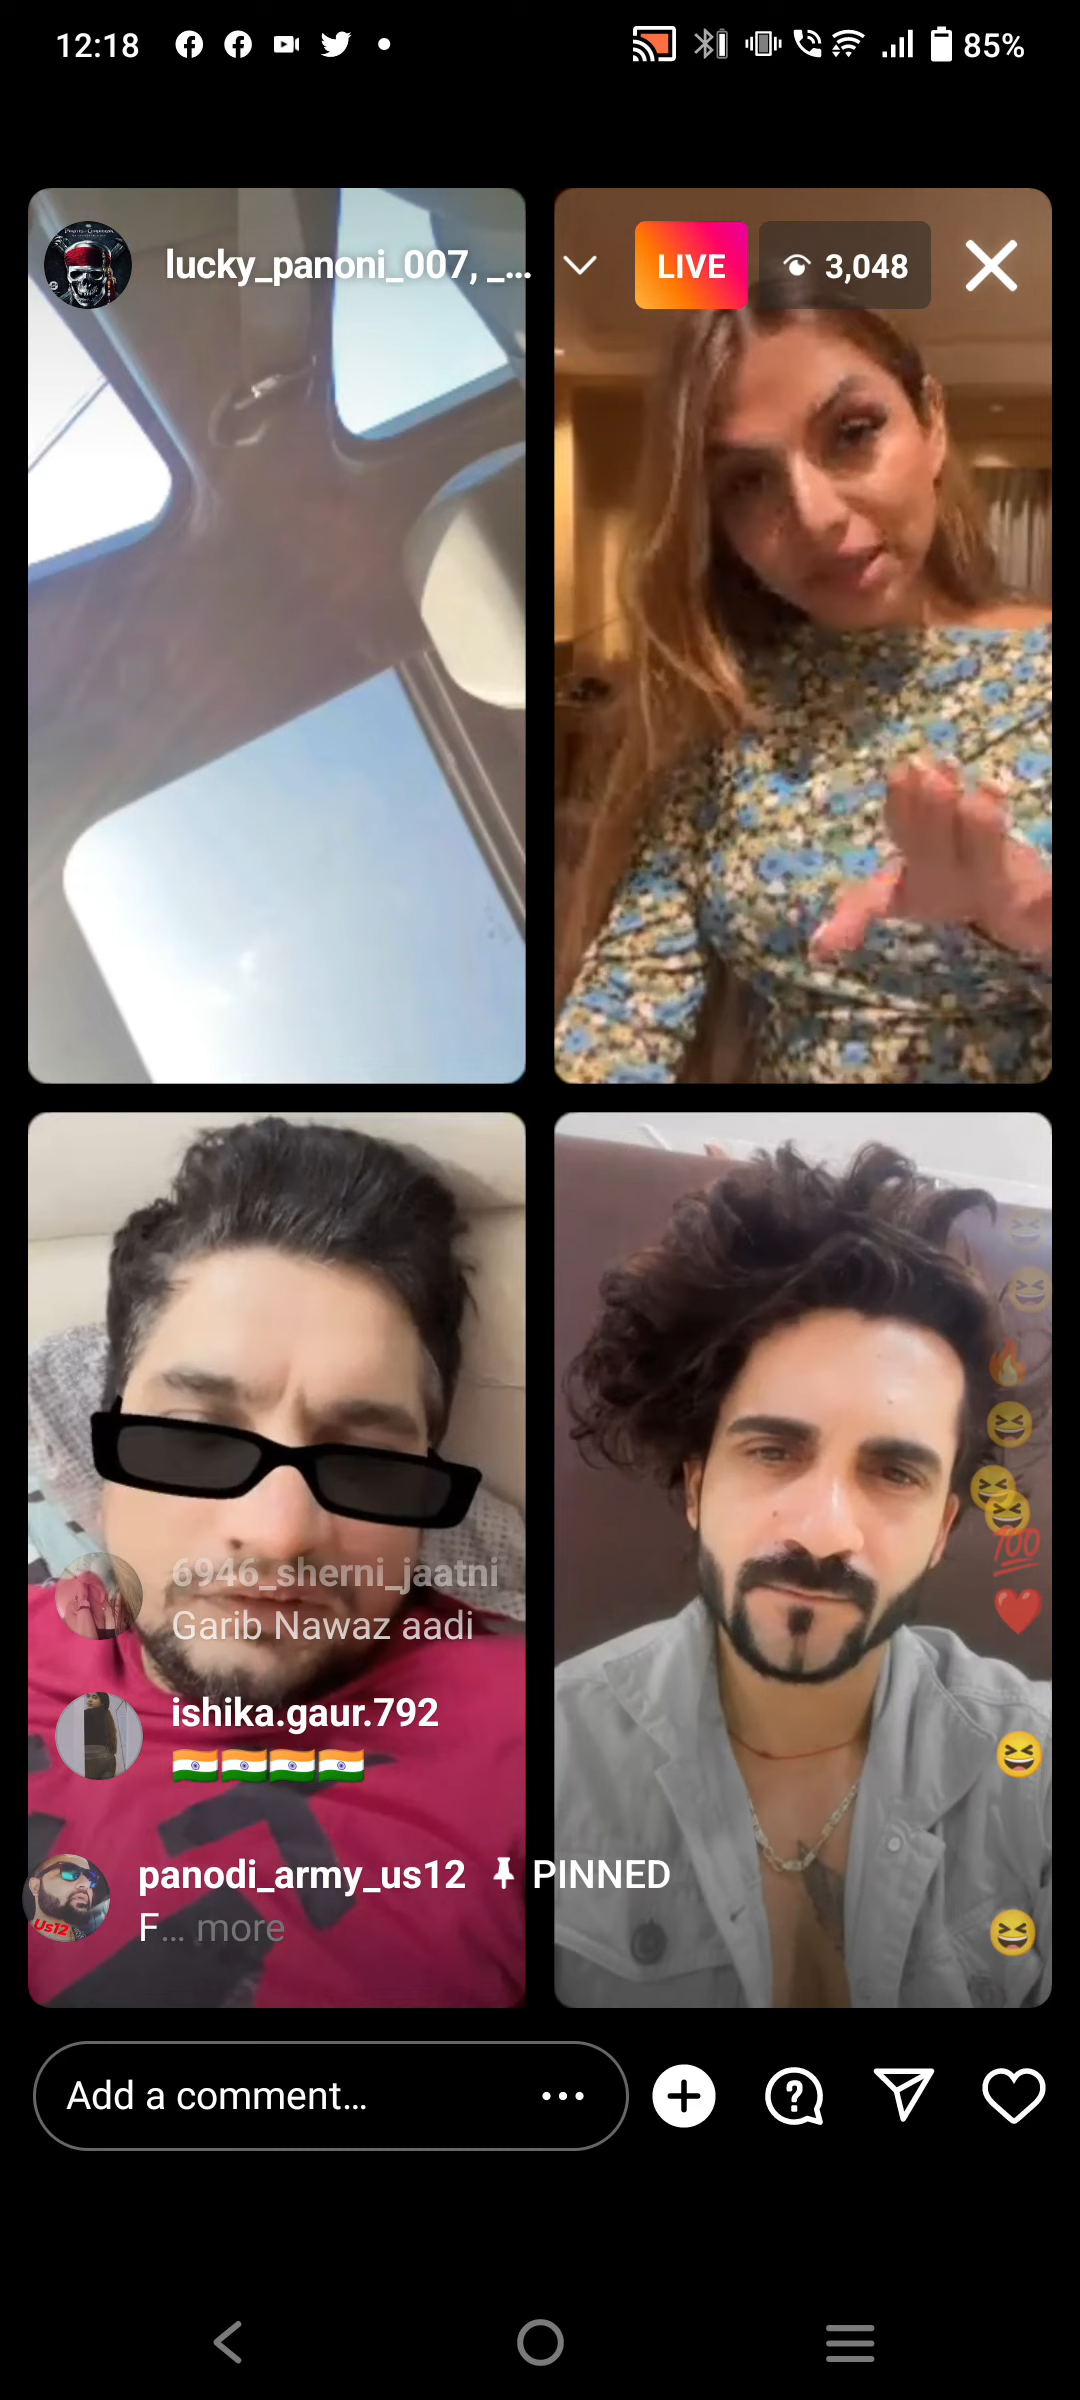 12:18
85%
lucky_panoni_007, _...
LIVE
3,048
6946_sherni_jaatni
Garib Nawaz aadi
ishika.gaur.792
🇮🇳🇮🇳🇮🇳🇮🇳
Us12
panodi_army_us12 PINNED
F... more
Add a comment...